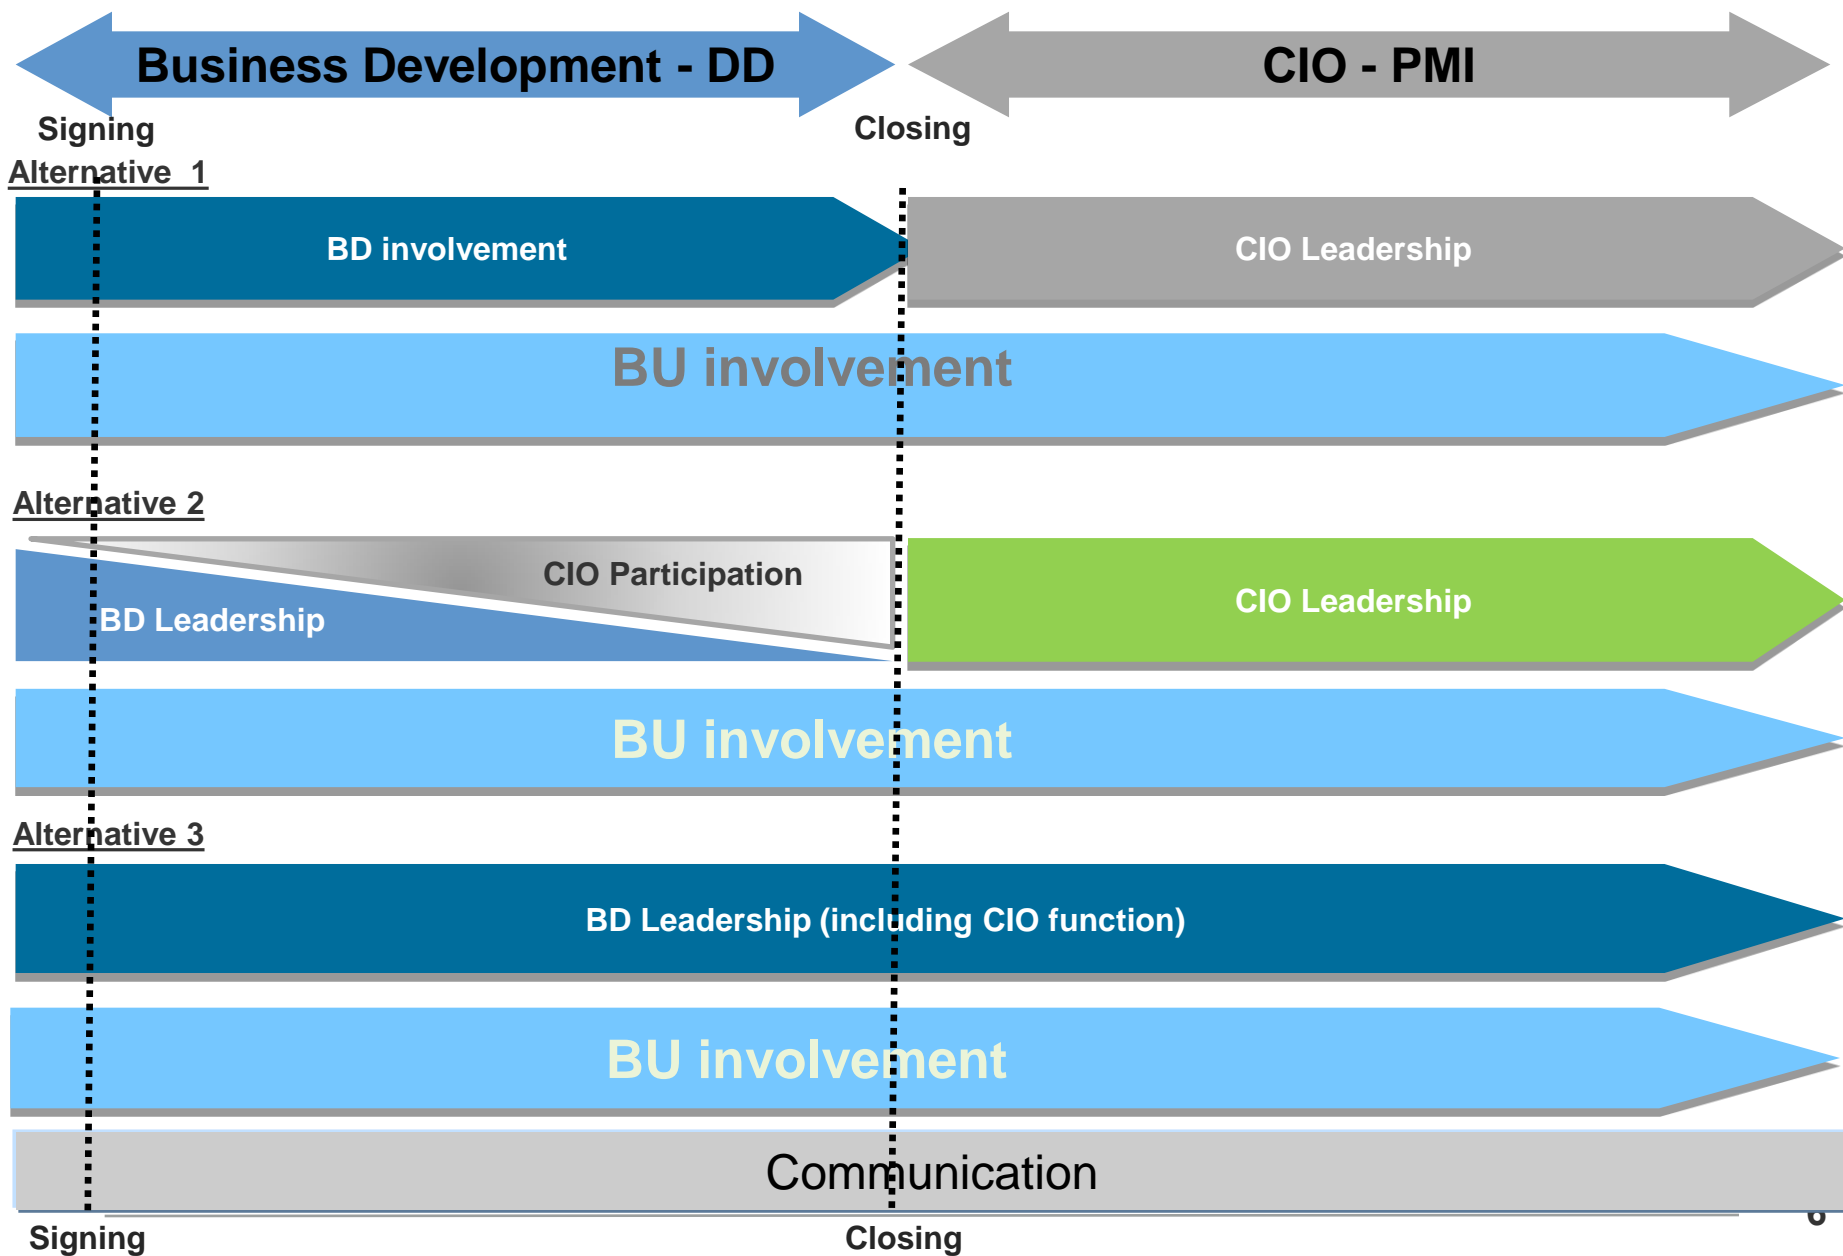 Business Development - DD
CIO - PMI
Signing
Closing
Alternative 1
BD involvement
CIO Leadership
BU involvement
Alternative 2
CIO Participation
BD Leadership
CIO Leadership
BU involvement
Alternative 3
BD Leadership (including CIO function)
BU involvement
Communication
6
Signing
Closing